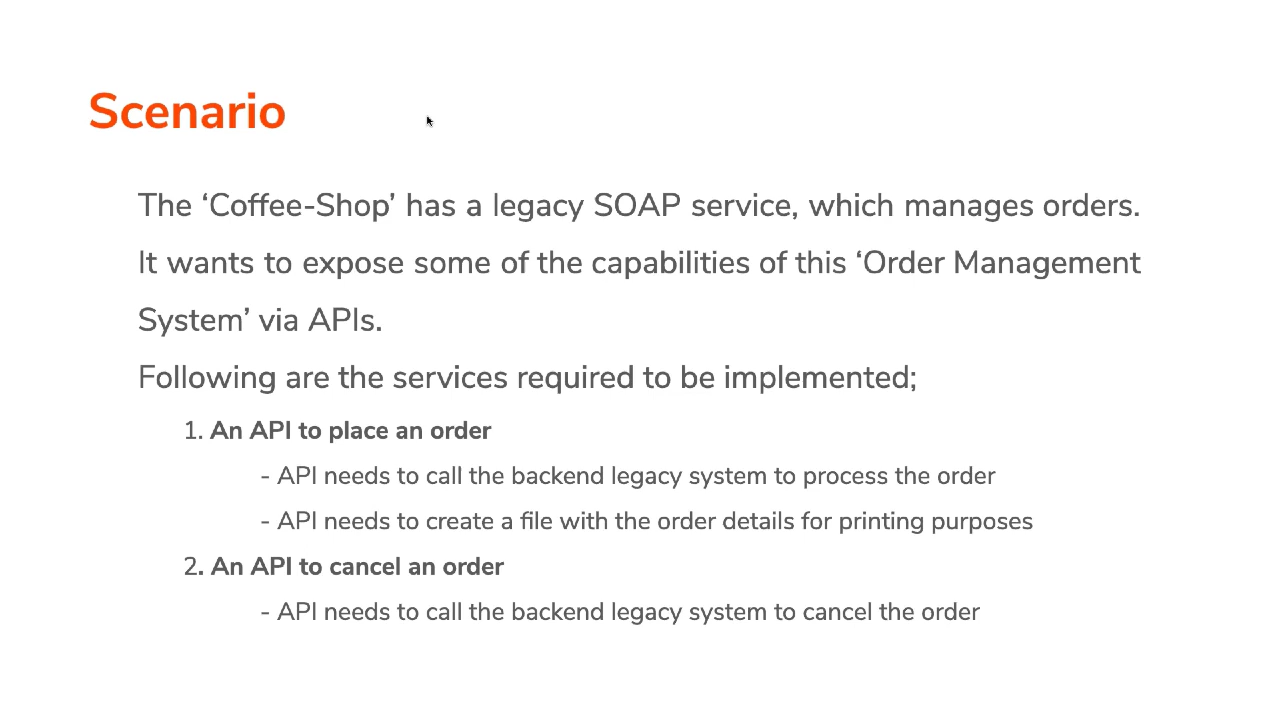 Scenario
The ‘Coffee-Shop’ has a legacy SOAP service, which manages orders.
It wants to expose some of the capabilities of this ‘Order Management
System’ via APIs.
Following are the services required to be implemented;
1. An API to place an order
- API needs to call the backend legacy system to process the order
- API needs to create a file with the order details for printing purposes
2. An API to cancel an order
- API needs to call the backend legacy system to cancel the order